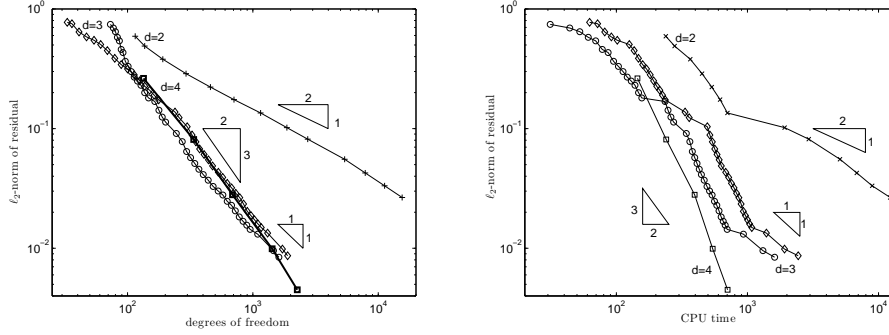 10^0
10^-1
10^-2
ℓ2-norm of residual
d=3
d=2
d=4
2
1
2
3
1
1
10^2
10^3
10^4
degrees of freedom
10^0
10^-1
10^-2
ℓ2-norm of residual
d=2
2
1
3
2
1
1
d=4
d=3
10^2
10^3
10^4
CPU time